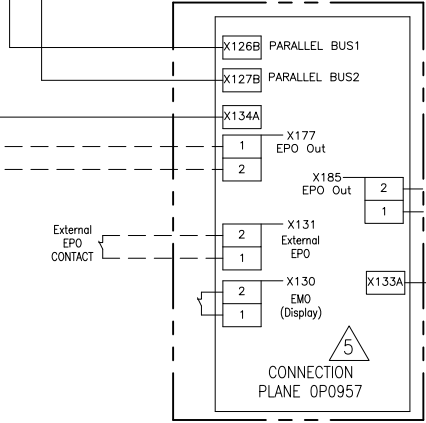 X126B PARALLEL BUS1
X127B PARALLEL BUS2
X134A
1 X177
EPO Out
2
X185
EPO Out
2
1
External
EPO
CONTACT
2 X131
External
EPO
1
X133A
2 X130
EMO
(Display)
1
5
CONNECTION
PLANE 0P0957